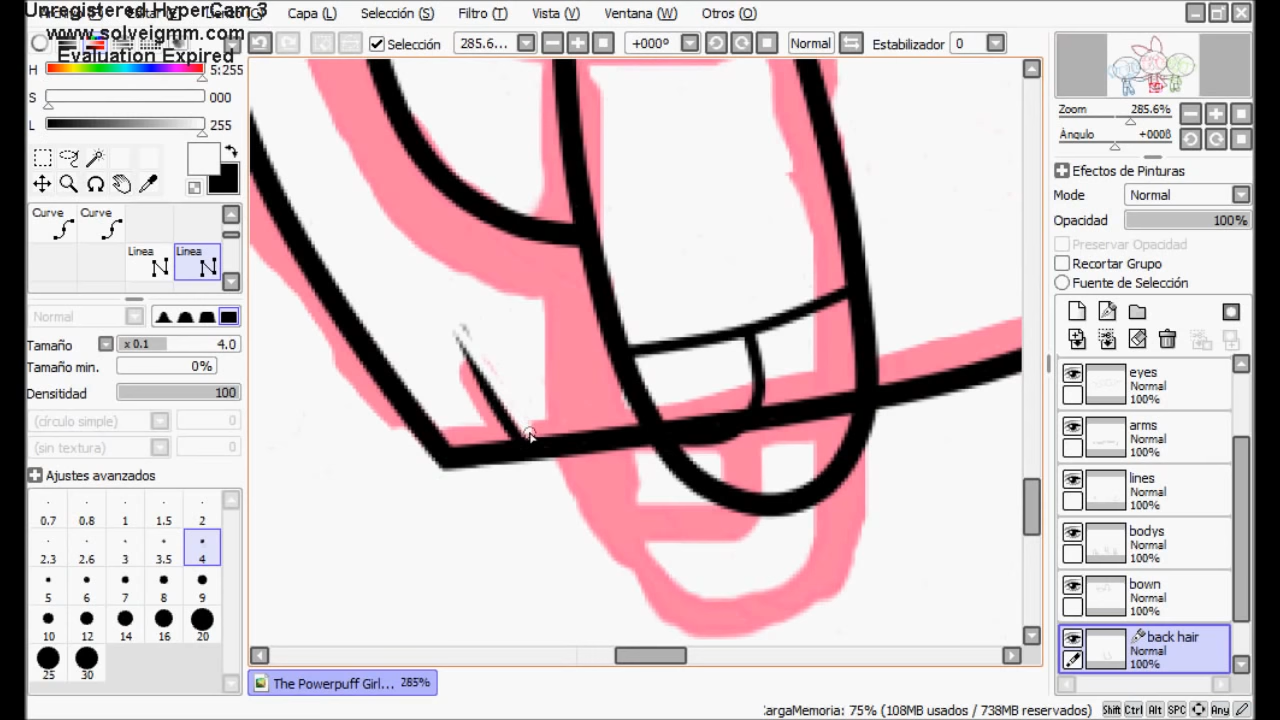 Unregistered HyperCam 3
www.solveigmm.com
Evaluation Expired
Capa (L)
Selección (S)
Filtro (T)
Vista (V)
Ventana (W)
Otros (O)
Selección
285.6...
+000º
Normal
Estabilizador
0
H
5:255
S
000
L
255
Curve
Curve
Linea
Linea
Normal
Tamaño
x 0.1
4.0
Tamaño min.
0%
Densidad
100
(círculo simple)
0
(sin textura)
0
Ajustes avanzados
0.7
0.8
1
1.5
2
2.3
2.6
3
3.5
4
5
6
7
8
9
10
12
14
16
20
25
30
The Powerpuff Girl...
285%
Zoom
285.6%
Ángulo
+000ß
Efectos de Pinturas
Mode
Normal
Opacidad
100%
Preservar Opacidad
Recortar Grupo
Fuente de Selección
eyes
Normal
100%
arms
Normal
100%
lines
Normal
100%
bodys
Normal
100%
bown
Normal
100%
back hair
Normal
100%
CargaMemoria: 75% (108MB usados / 738MB reservados)
Shift
Ctrl
Alt
SPC
Any